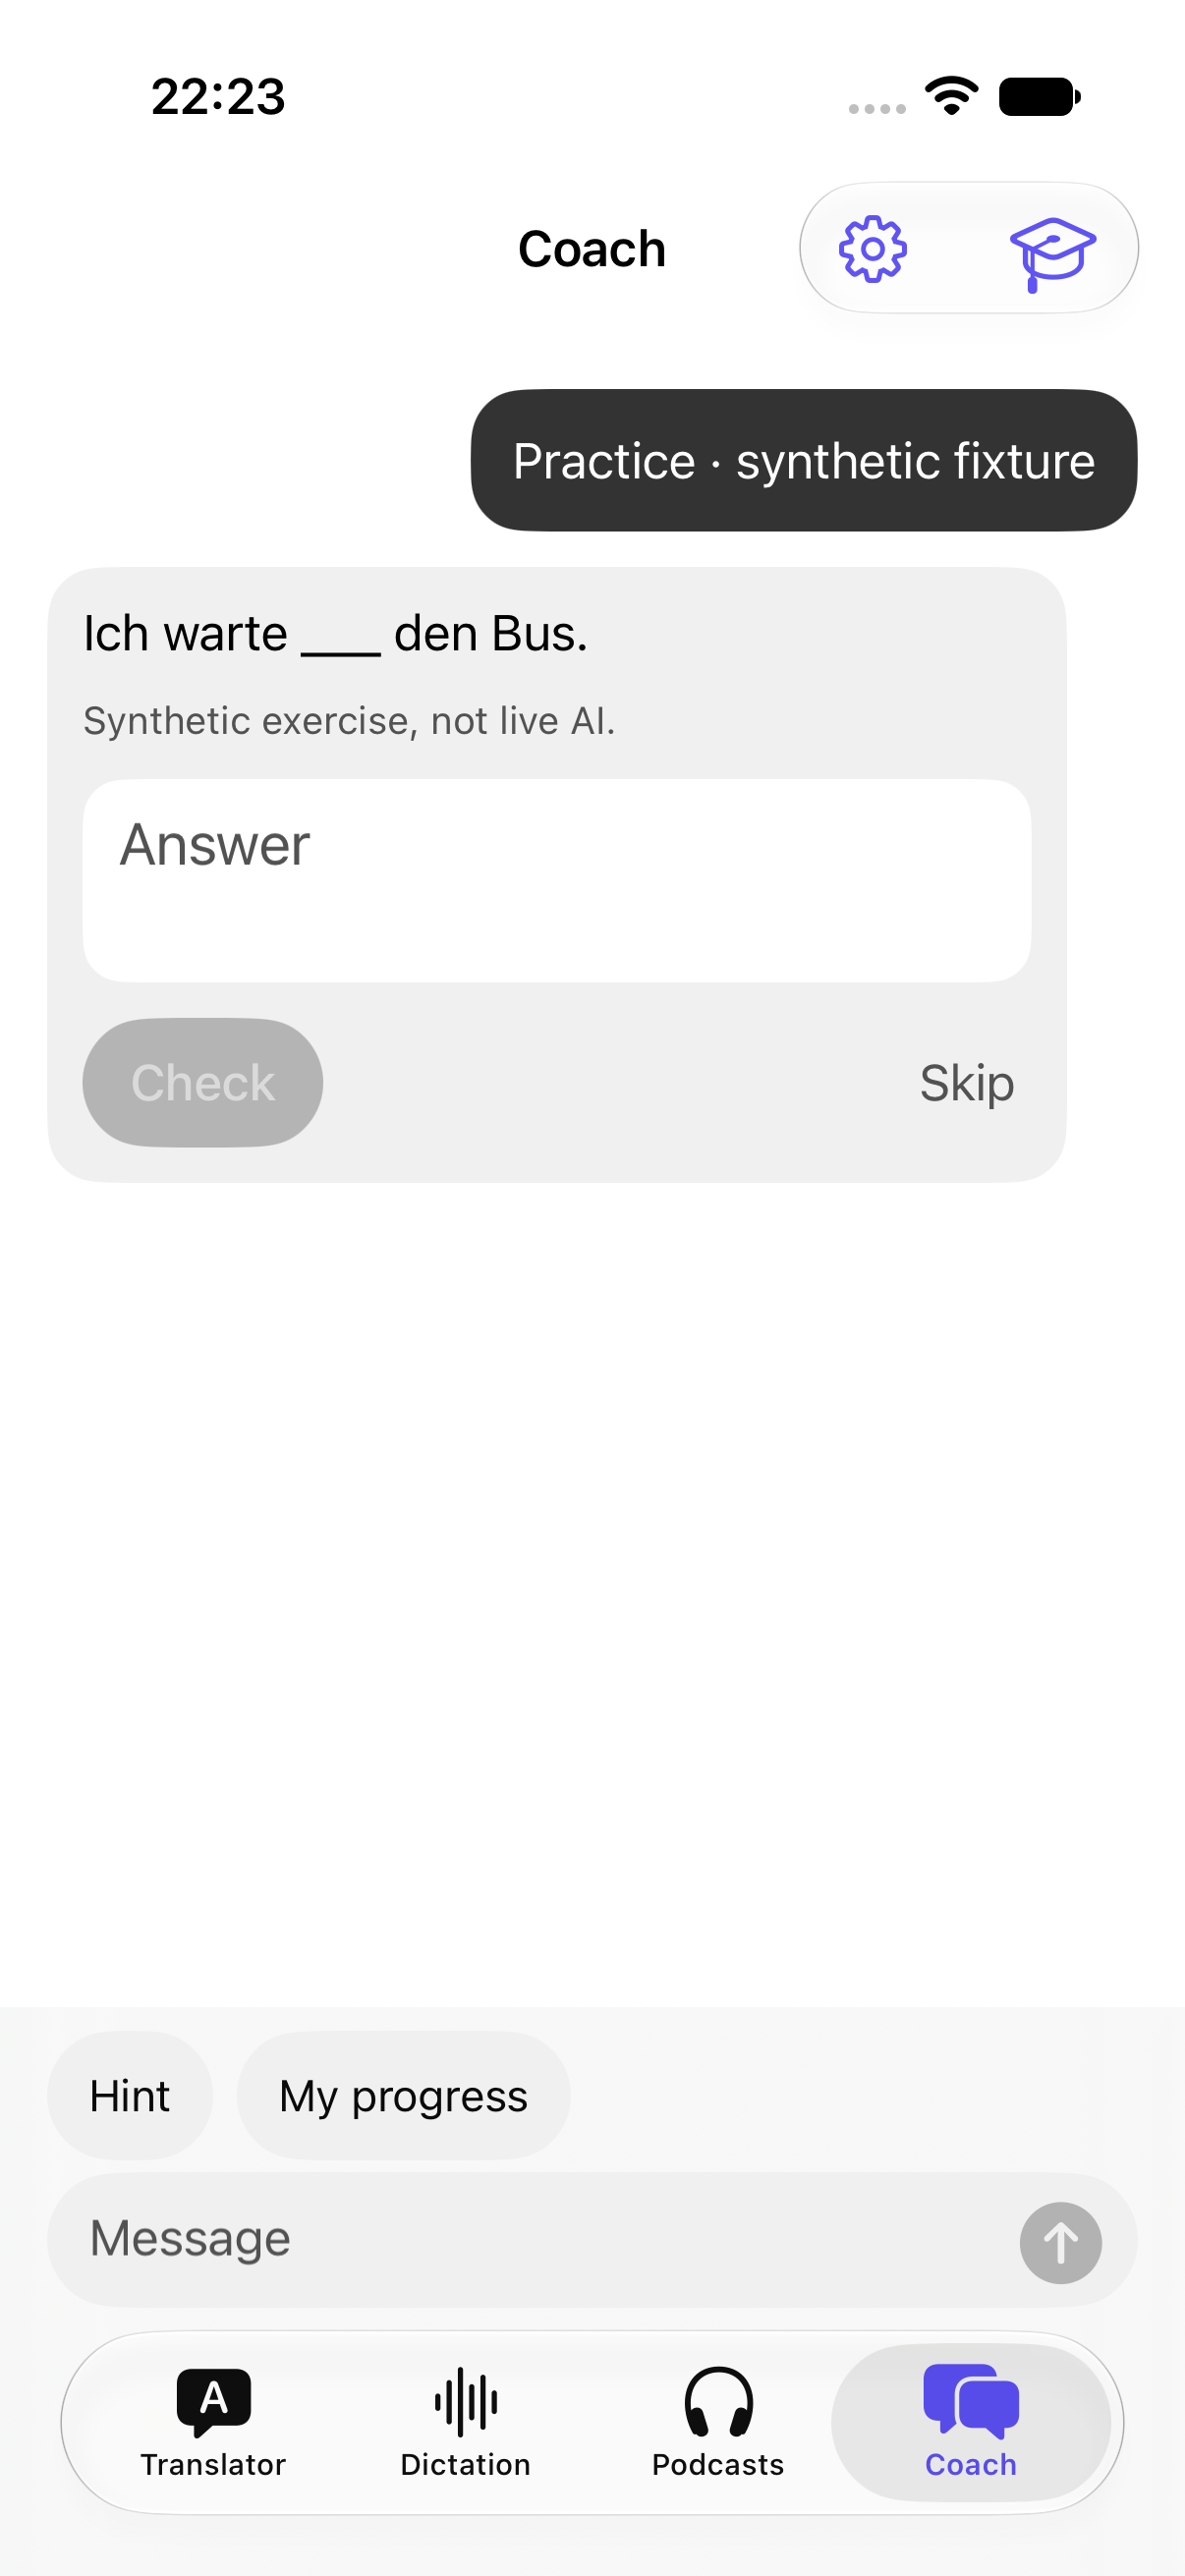 22:23
Coach
Practice · synthetic fixture
Ich warte ___ den Bus.
Synthetic exercise, not live AI.
Answer
Check
Skip
Hint
My progress
Message
A
Translator
Dictation
Podcasts
Coach